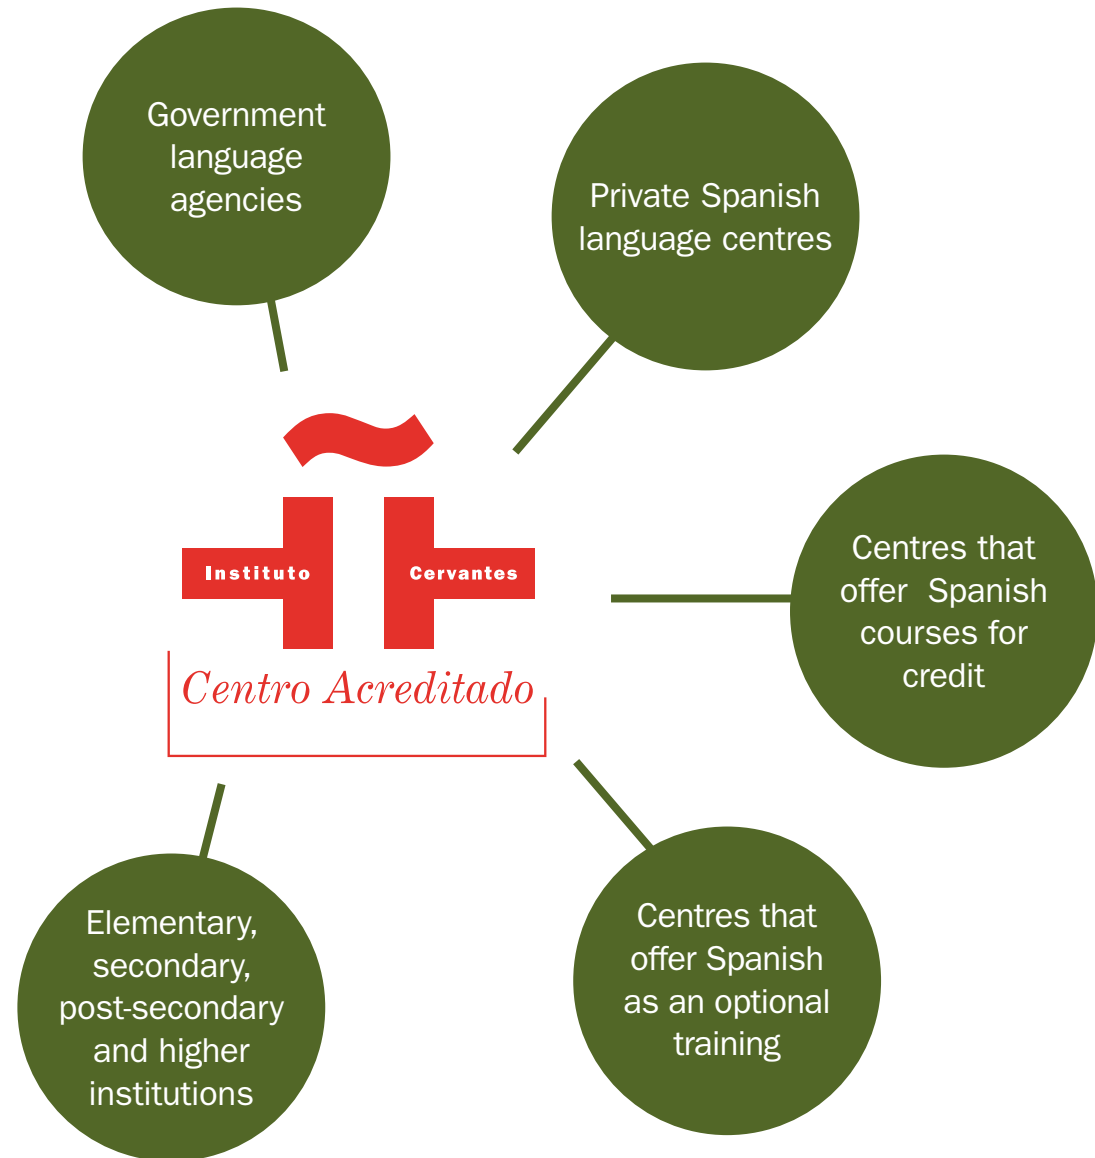 Government
language
agencies
Private Spanish
language centres
Instituto
Cervantes
Centro Acreditado
Centres that
offer  Spanish
courses for
credit
Elementary,
secondary,
post-secondary
and higher
institutions
Centres that
offer Spanish
as an optional
training